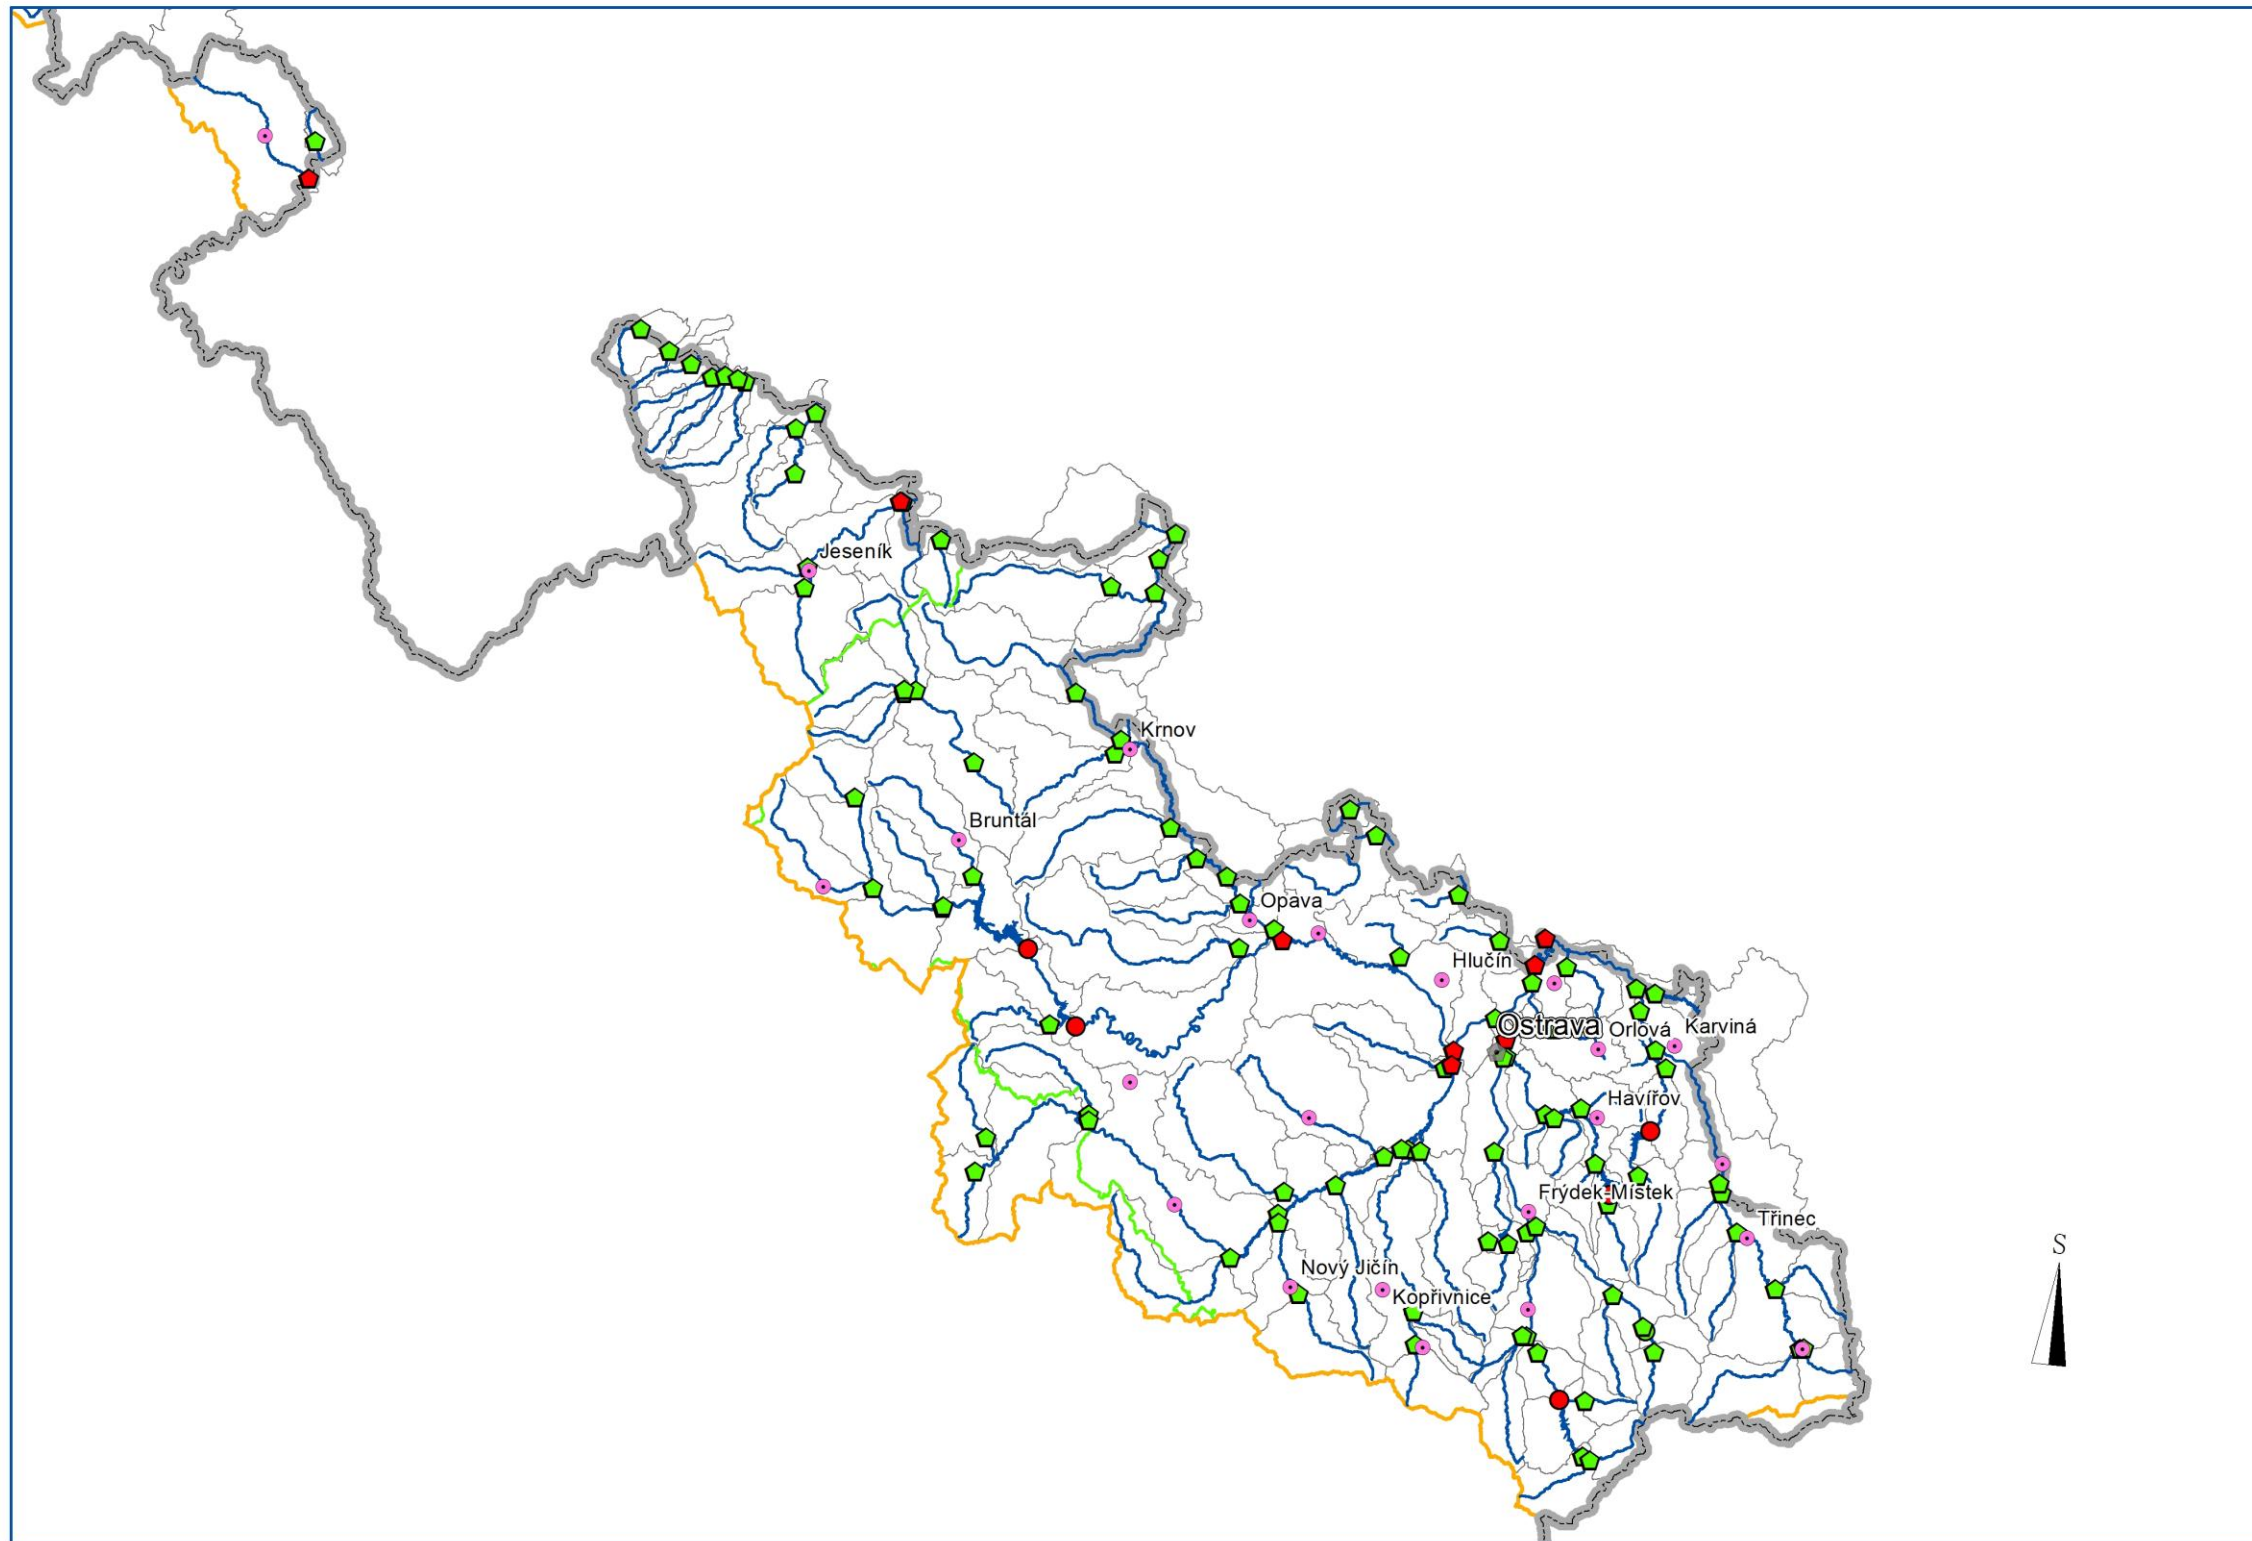 Jeseník
Krnov
Bruntál
Opava
Hlučín
Ostrava
Orlová
Karviná
Havířov
Frýdek-Místek
Třinec
S
Nový Jičín
Kopřivnice